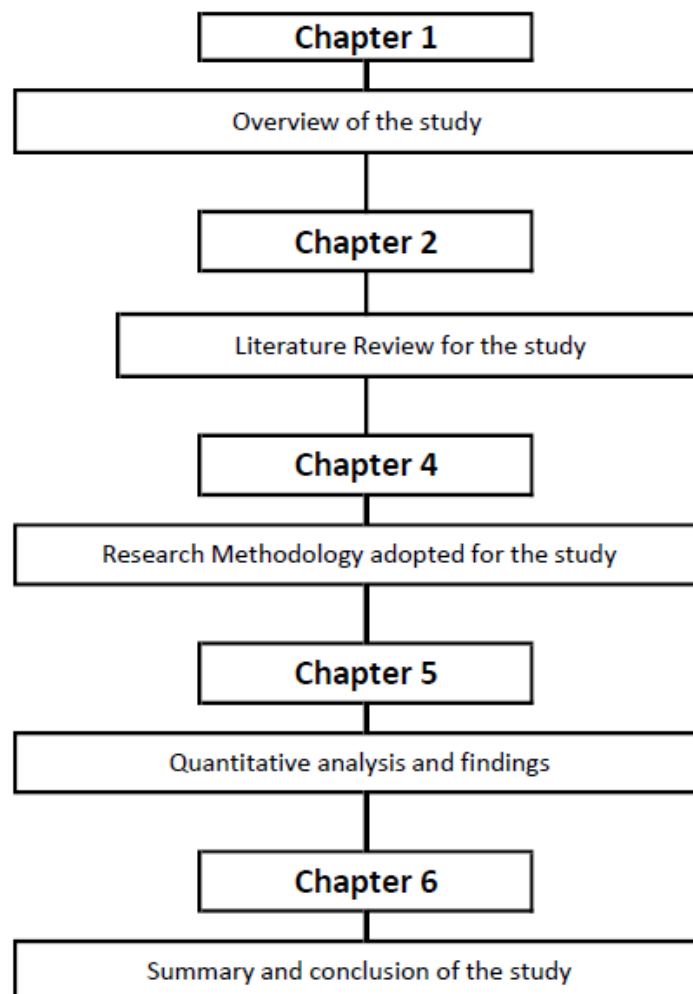 Chapter 1
Overview of the study
Chapter 2
Literature Review for the study
Chapter 4
Research Methodology adopted for the study
Chapter 5
Quantitative analysis and findings
Chapter 6
Summary and conclusion of the study